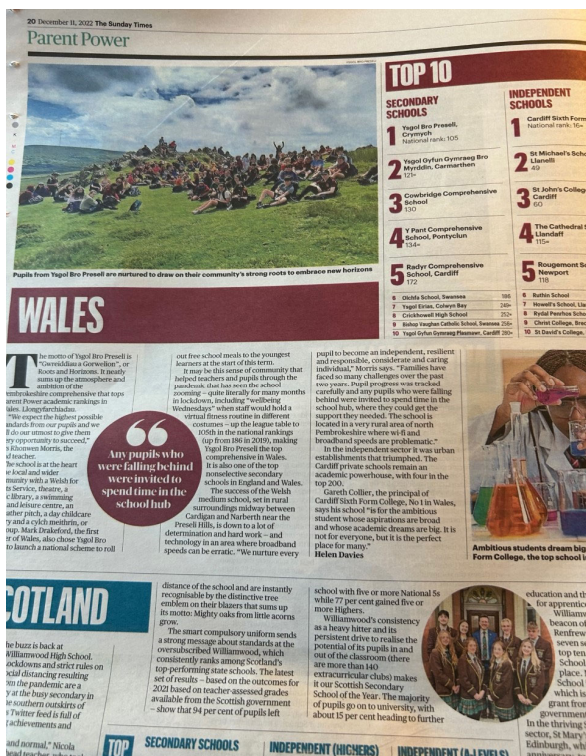 20 December 11, 2022 The Sunday Times
Parent Power
Pupils from Ysgol Bro Preseli are nurtured to draw on their community's strong roots to embrace new horizons
TOP 10
SECONDARY
SCHOOLS
1 Ysgol Bro Preseli,
Crymych
National rank: 105
2 Ysgol Gyfun Gymraeg Bro
Myrddin, Carmarthen
121=
3 Cowbridge Comprehensive
School
130
4 Y Pant Comprehensive
School, Pontyclun
134=
5 Radyr Comprehensive
School, Cardiff
172
6 Olchfa School, Swansea 186
7 Ysgol Eirias, Colwyn Bay 249=
8 Crickhowell High School 252=
9 Bishop Vaughan Catholic School, Swansea 258=
10 Ysgol Gyfun Gymraeg Plasmawr, Cardiff 280=
INDEPENDENT
SCHOOLS
1 Cardiff Sixth Form
National rank: 16=
2 St Michael's Scho
Llanelli
49
3 St John's College
Cardiff
60
4 The Cathedral S
Llandaff
115=
5 Rougemont Sc
Newport
118
6 Ruthin School
7 Howell's School, Lla
8 Rydal Penrhos Scho
9 Christ College, Brec
10 St David's College,
WALES
The motto of Ysgol Bro Preseli is
"Gwreiddiau a Gorwelion", or
Roots and Horizons. It neatly
sums up the atmosphere and
ambition of the
embrokeshire comprehensive that tops
arent Power academic rankings in
ales. Llongyfarchiadau.
"We expect the highest possible
andards from our pupils and we
ll do our utmost to give them
ery opportunity to succeed,"
s Rhonwen Morris, the
d teacher.
he school is at the heart
e local and wider
munity with a Welsh for
ts Service, theatre, a
c library, a swimming
and leisure centre, an
ather pitch, a day childcare
y and a cylch meithrin, or
oup. Mark Drakeford, the first
er of Wales, also chose Ysgol Bro
to launch a national scheme to roll
out free school meals to the youngest
learners at the start of this term.
It may be this sense of community that
helped teachers and pupils through the
pandemic that has seen the school
zooming – quite literally for many months
in lockdown, including "wellbeing
Wednesdays" when staff would hold a
virtual fitness routine in different
costumes – up the league table to
105th in the national rankings
(up from 186 in 2019), making
Ysgol Bro Preseli the top
comprehensive in Wales.
It is also one of the top
nonselective secondary
schools in England and Wales.
The success of the Welsh
medium school, set in rural
surroundings midway between
Cardigan and Narberth near the
Preseli Hills, is down to a lot of
determination and hard work – and
technology in an area where broadband
speeds can be erratic. "We nurture every
“
Any pupils who
were falling behind
were invited to
spend time in the
school hub
pupil to become an independent, resilient
and responsible, considerate and caring
individual," Morris says. "Families have
faced so many challenges over the past
two years. Pupil progress was tracked
carefully and any pupils who were falling
behind were invited to spend time in the
school hub, where they could get the
support they needed. The school is
located in a very rural area of north
Pembrokeshire where wi-fi and
broadband speeds are problematic."
In the independent sector it was urban
establishments that triumphed. The
Cardiff private schools remain an
academic powerhouse, with four in the
top 200.
Gareth Collier, the principal of
Cardiff Sixth Form College, No 1 in Wales,
says his school "is for the ambitious
student whose aspirations are broad
and whose academic dreams are big. It is
not for everyone, but it is the perfect
place for many."
Helen Davies
Ambitious students dream big
Form College, the top school i
COTLAND
he buzz is back at
Williamwood High School.
ockdowns and strict rules on
ocial distancing resulting
om the pandemic are a
y at the busy secondary in
e southern outskirts of
s Twitter feed is full of
t achievements and
and normal," Nicola
distance of the school and are instantly
recognisable by the distinctive tree
emblem on their blazers that sums up
its motto: Mighty oaks from little acorns
grow.
The smart compulsory uniform sends
a strong message about standards at the
oversubscribed Williamwood, which
consistently ranks among Scotland's
top-performing state schools. The latest
set of results – based on the outcomes for
2021 based on teacher-assessed grades
available from the Scottish government
– show that 94 per cent of pupils left
school with five or more National 5s
while 77 per cent gained five or
more Highers.
Williamwood's consistency
as a heavy hitter and its
persistent drive to realise the
potential of its pupils in and
out of the classroom (there
are more than 140
extracurricular clubs) makes
it our Scottish Secondary
School of the Year. The majority
of pupils go on to university, with
about 15 per cent heading to further
education and th
for apprentic
Williamw
beacon of
Renfrew
seven s
top ten
School
place. 
School
which i
grant from
government
In the thriving
sector, St Mary
Edinburgh,
TOP
SECONDARY SCHOOLS
INDEPENDENT (HIGHERS)
INDEPENDENT (A-LEVELS)